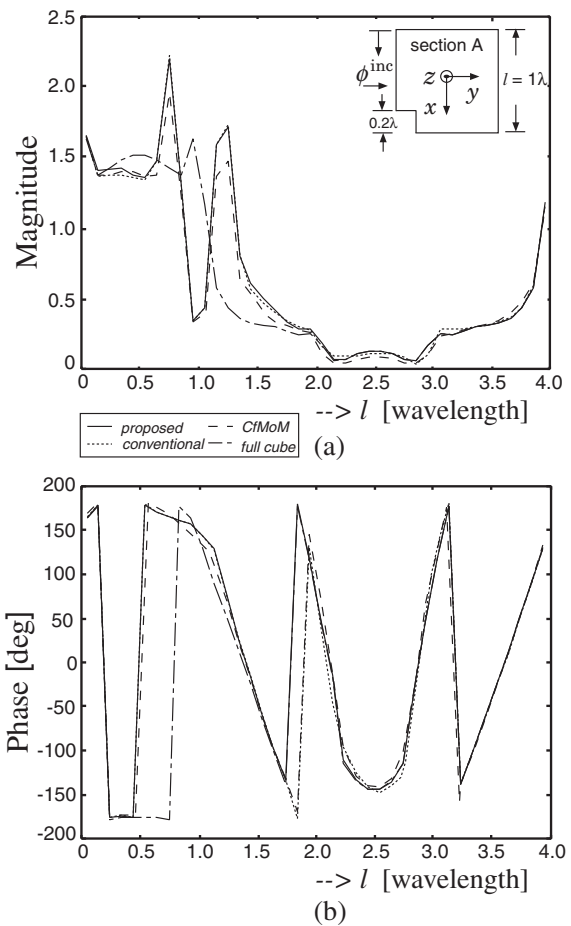 2.5
2.0
1.5
1.0
0.5
0
Magnitude
section A
ϕ^inc
z
y
x
l = 1λ
0.2λ
0 0.5 1.0 1.5 2.0 2.5 3.0 3.5 4.0
--> l [wavelength]
proposed CfMoM
conventional full cube
(a)
200
150
100
50
0
-50
-100
-150
-200
Phase [deg]
0 0.5 1.0 1.5 2.0 2.5 3.0 3.5 4.0
--> l [wavelength]
(b)